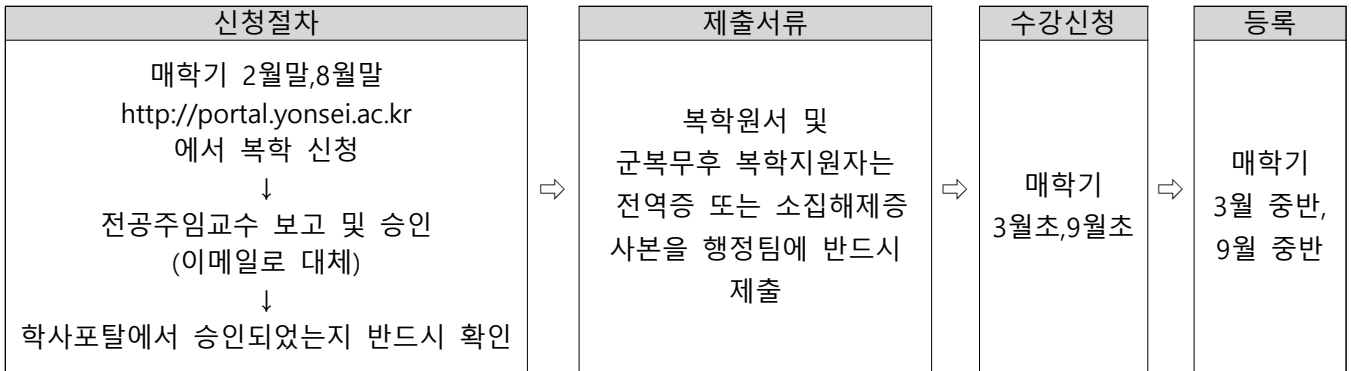 신청절차
매학기 2월말,8월말
http://portal.yonsei.ac.kr
에서 복학 신청
↓
전공주임교수 보고 및 승인
(이메일로 대체)
↓
학사포탈에서 승인되었는지 반드시 확인
⇨
제출서류
복학원서 및
군복무후 복학지원자는
전역증 또는 소집해제증
사본을 행정팀에 반드시
제출
⇨
수강신청
매학기
3월초,9월초
⇨
등록
매학기
3월 중반,
9월 중반